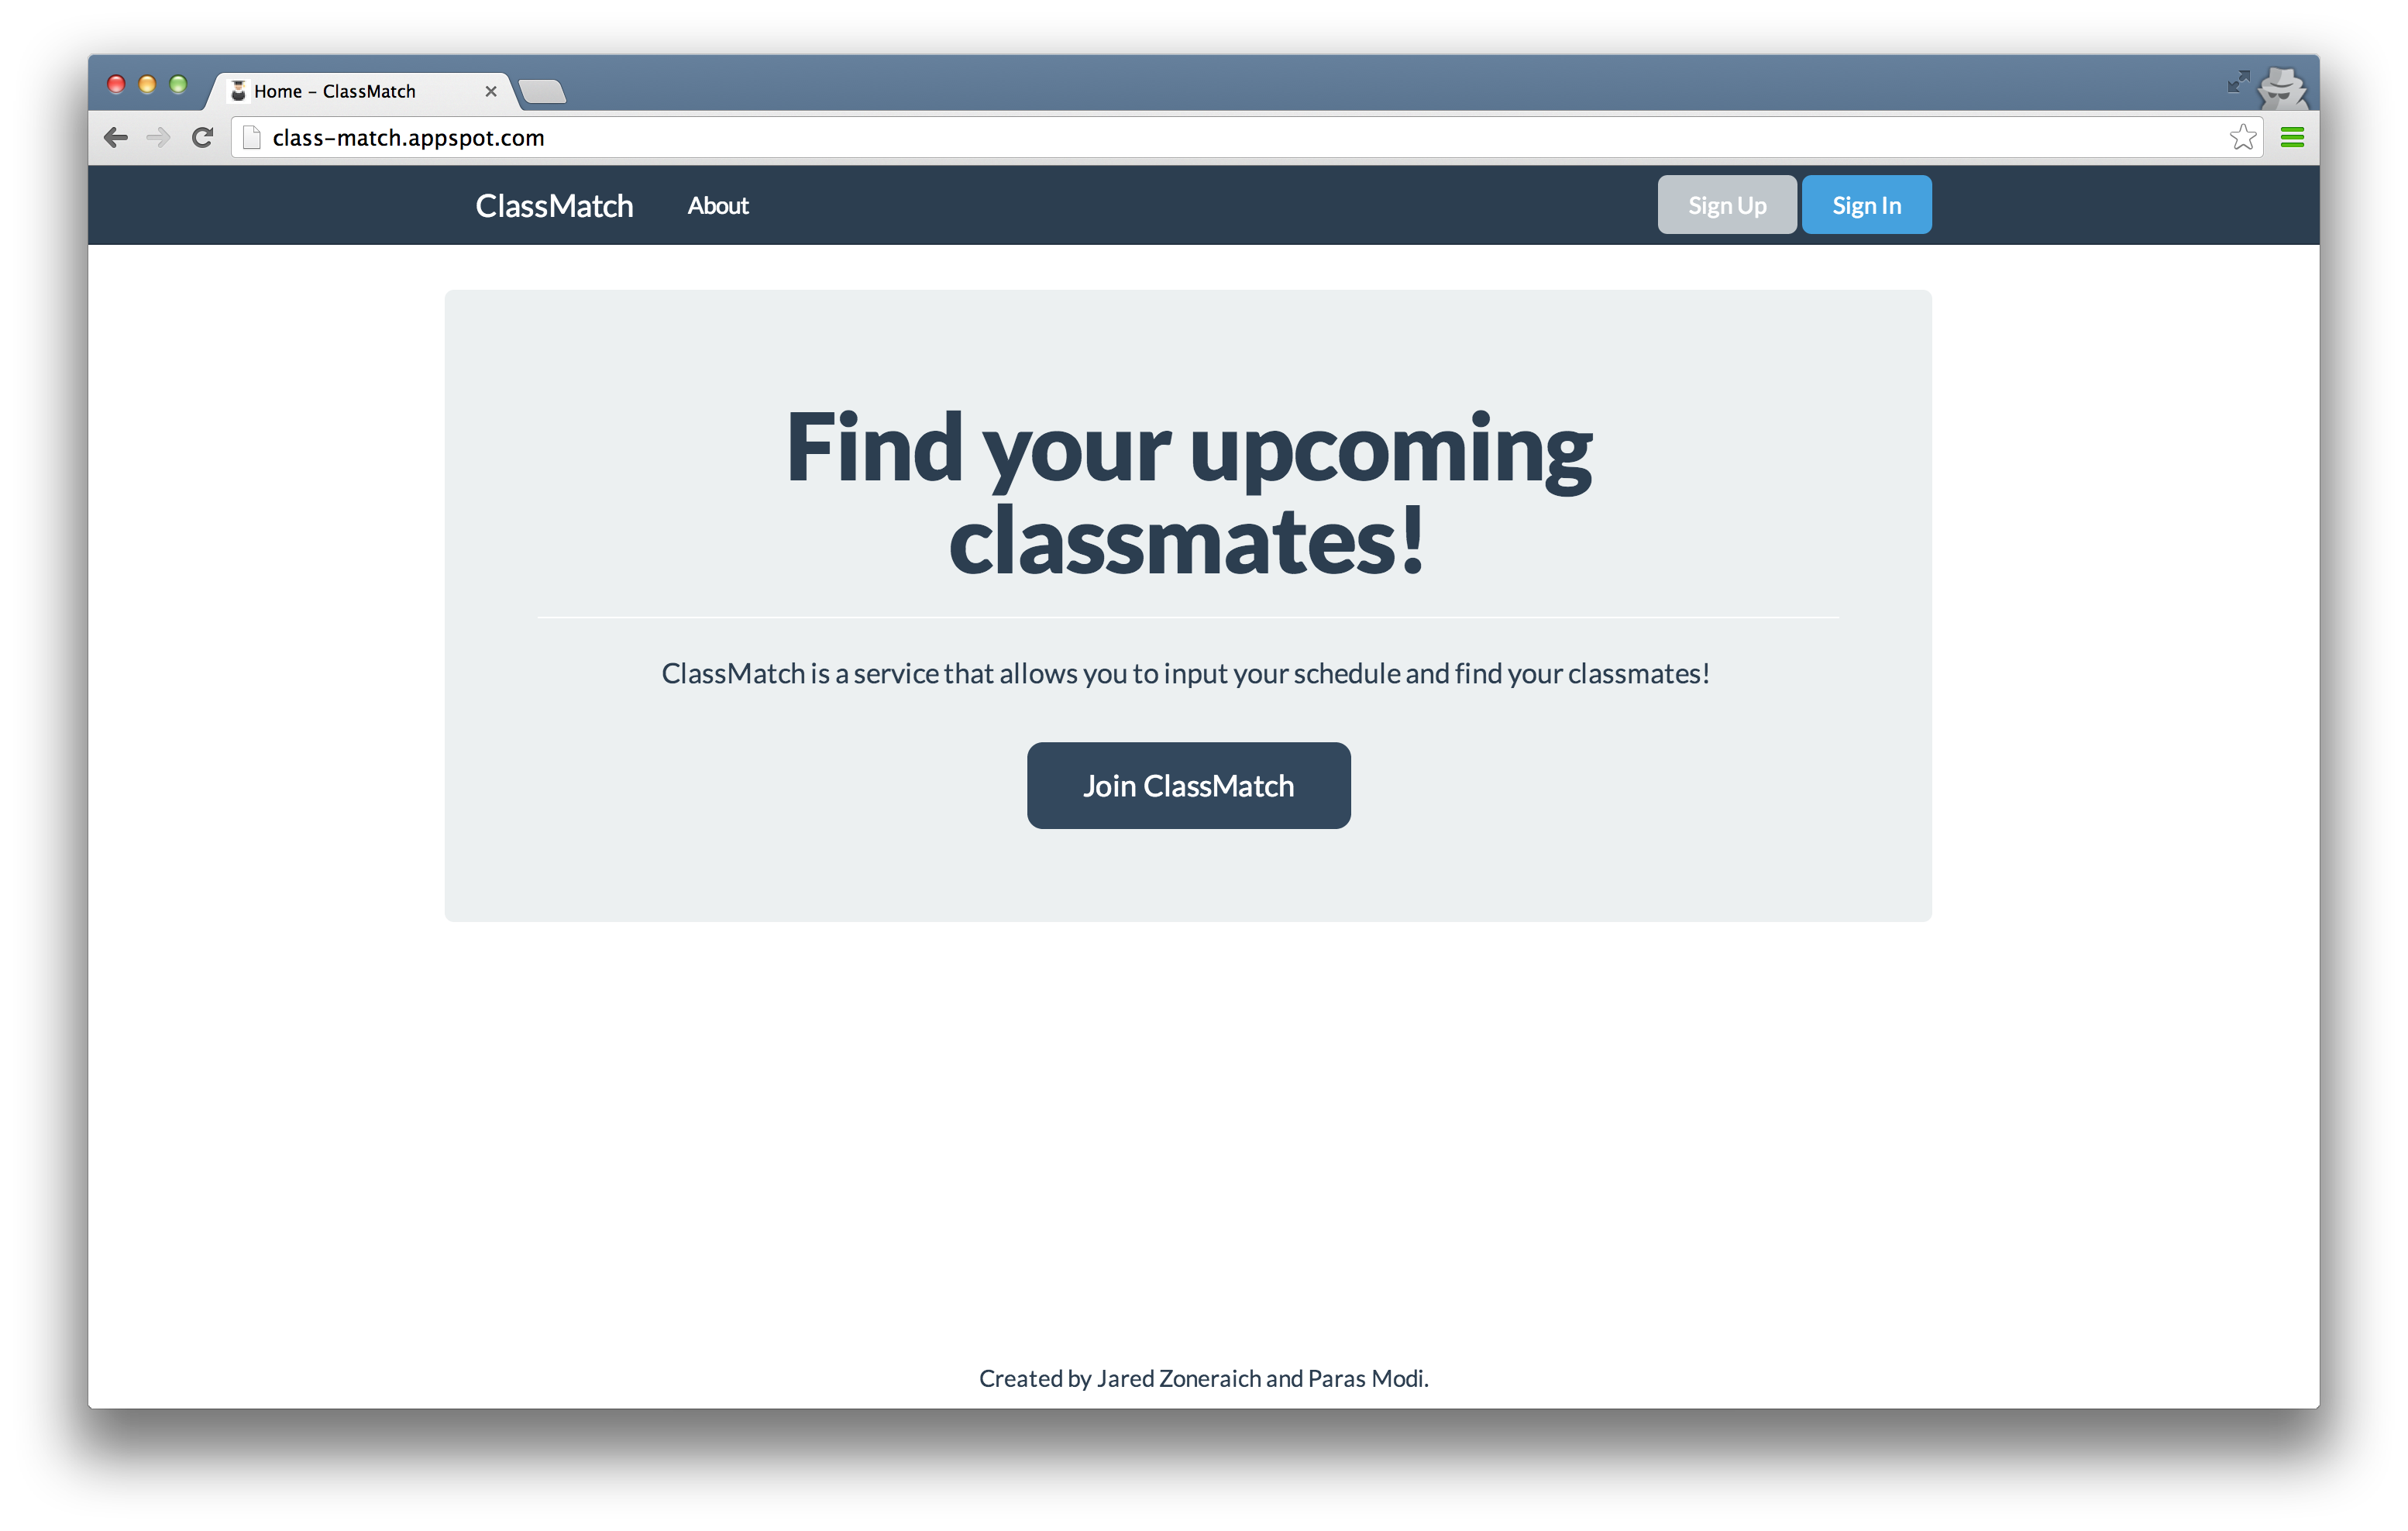 Home - ClassMatch
class-match.appspot.com
ClassMatch About Sign Up Sign In
Find your upcoming
classmates!
ClassMatch is a service that allows you to input your schedule and find your classmates!
Join ClassMatch
Created by Jared Zoneraich and Paras Modi.